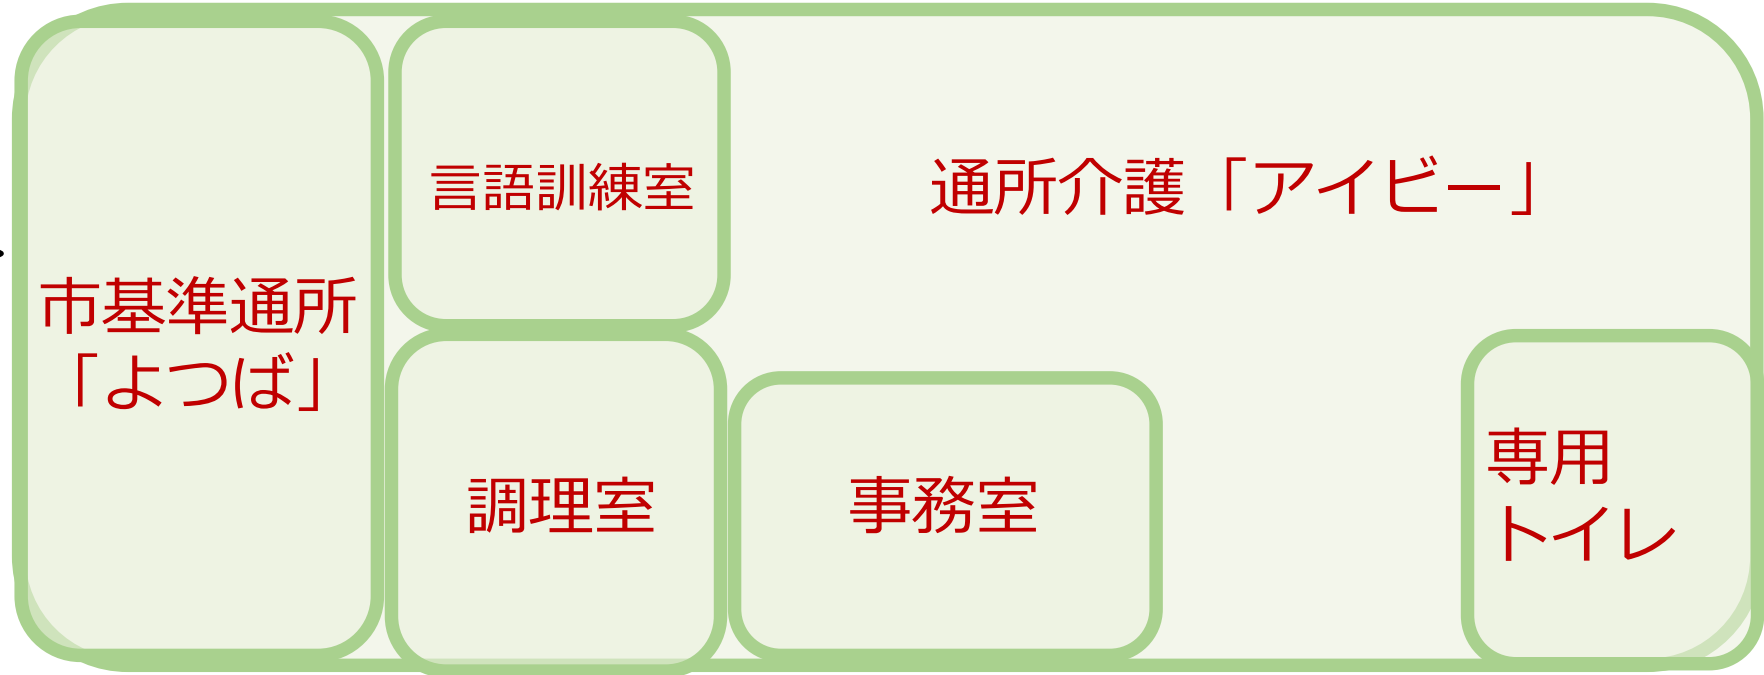 市基準通所
「よつば」
言語訓練室
調理室
通所介護「アイビー」
事務室
専用
トイレ